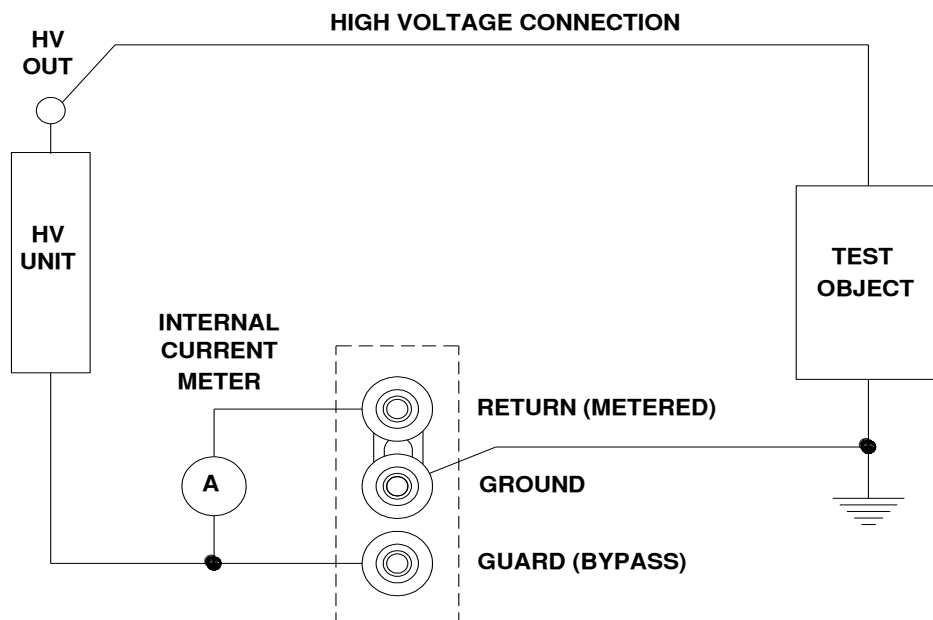 HIGH VOLTAGE CONNECTION
HV
OUT
HV
UNIT
TEST
OBJECT
INTERNAL
CURRENT
METER
RETURN (METERED)
A
GROUND
GUARD (BYPASS)